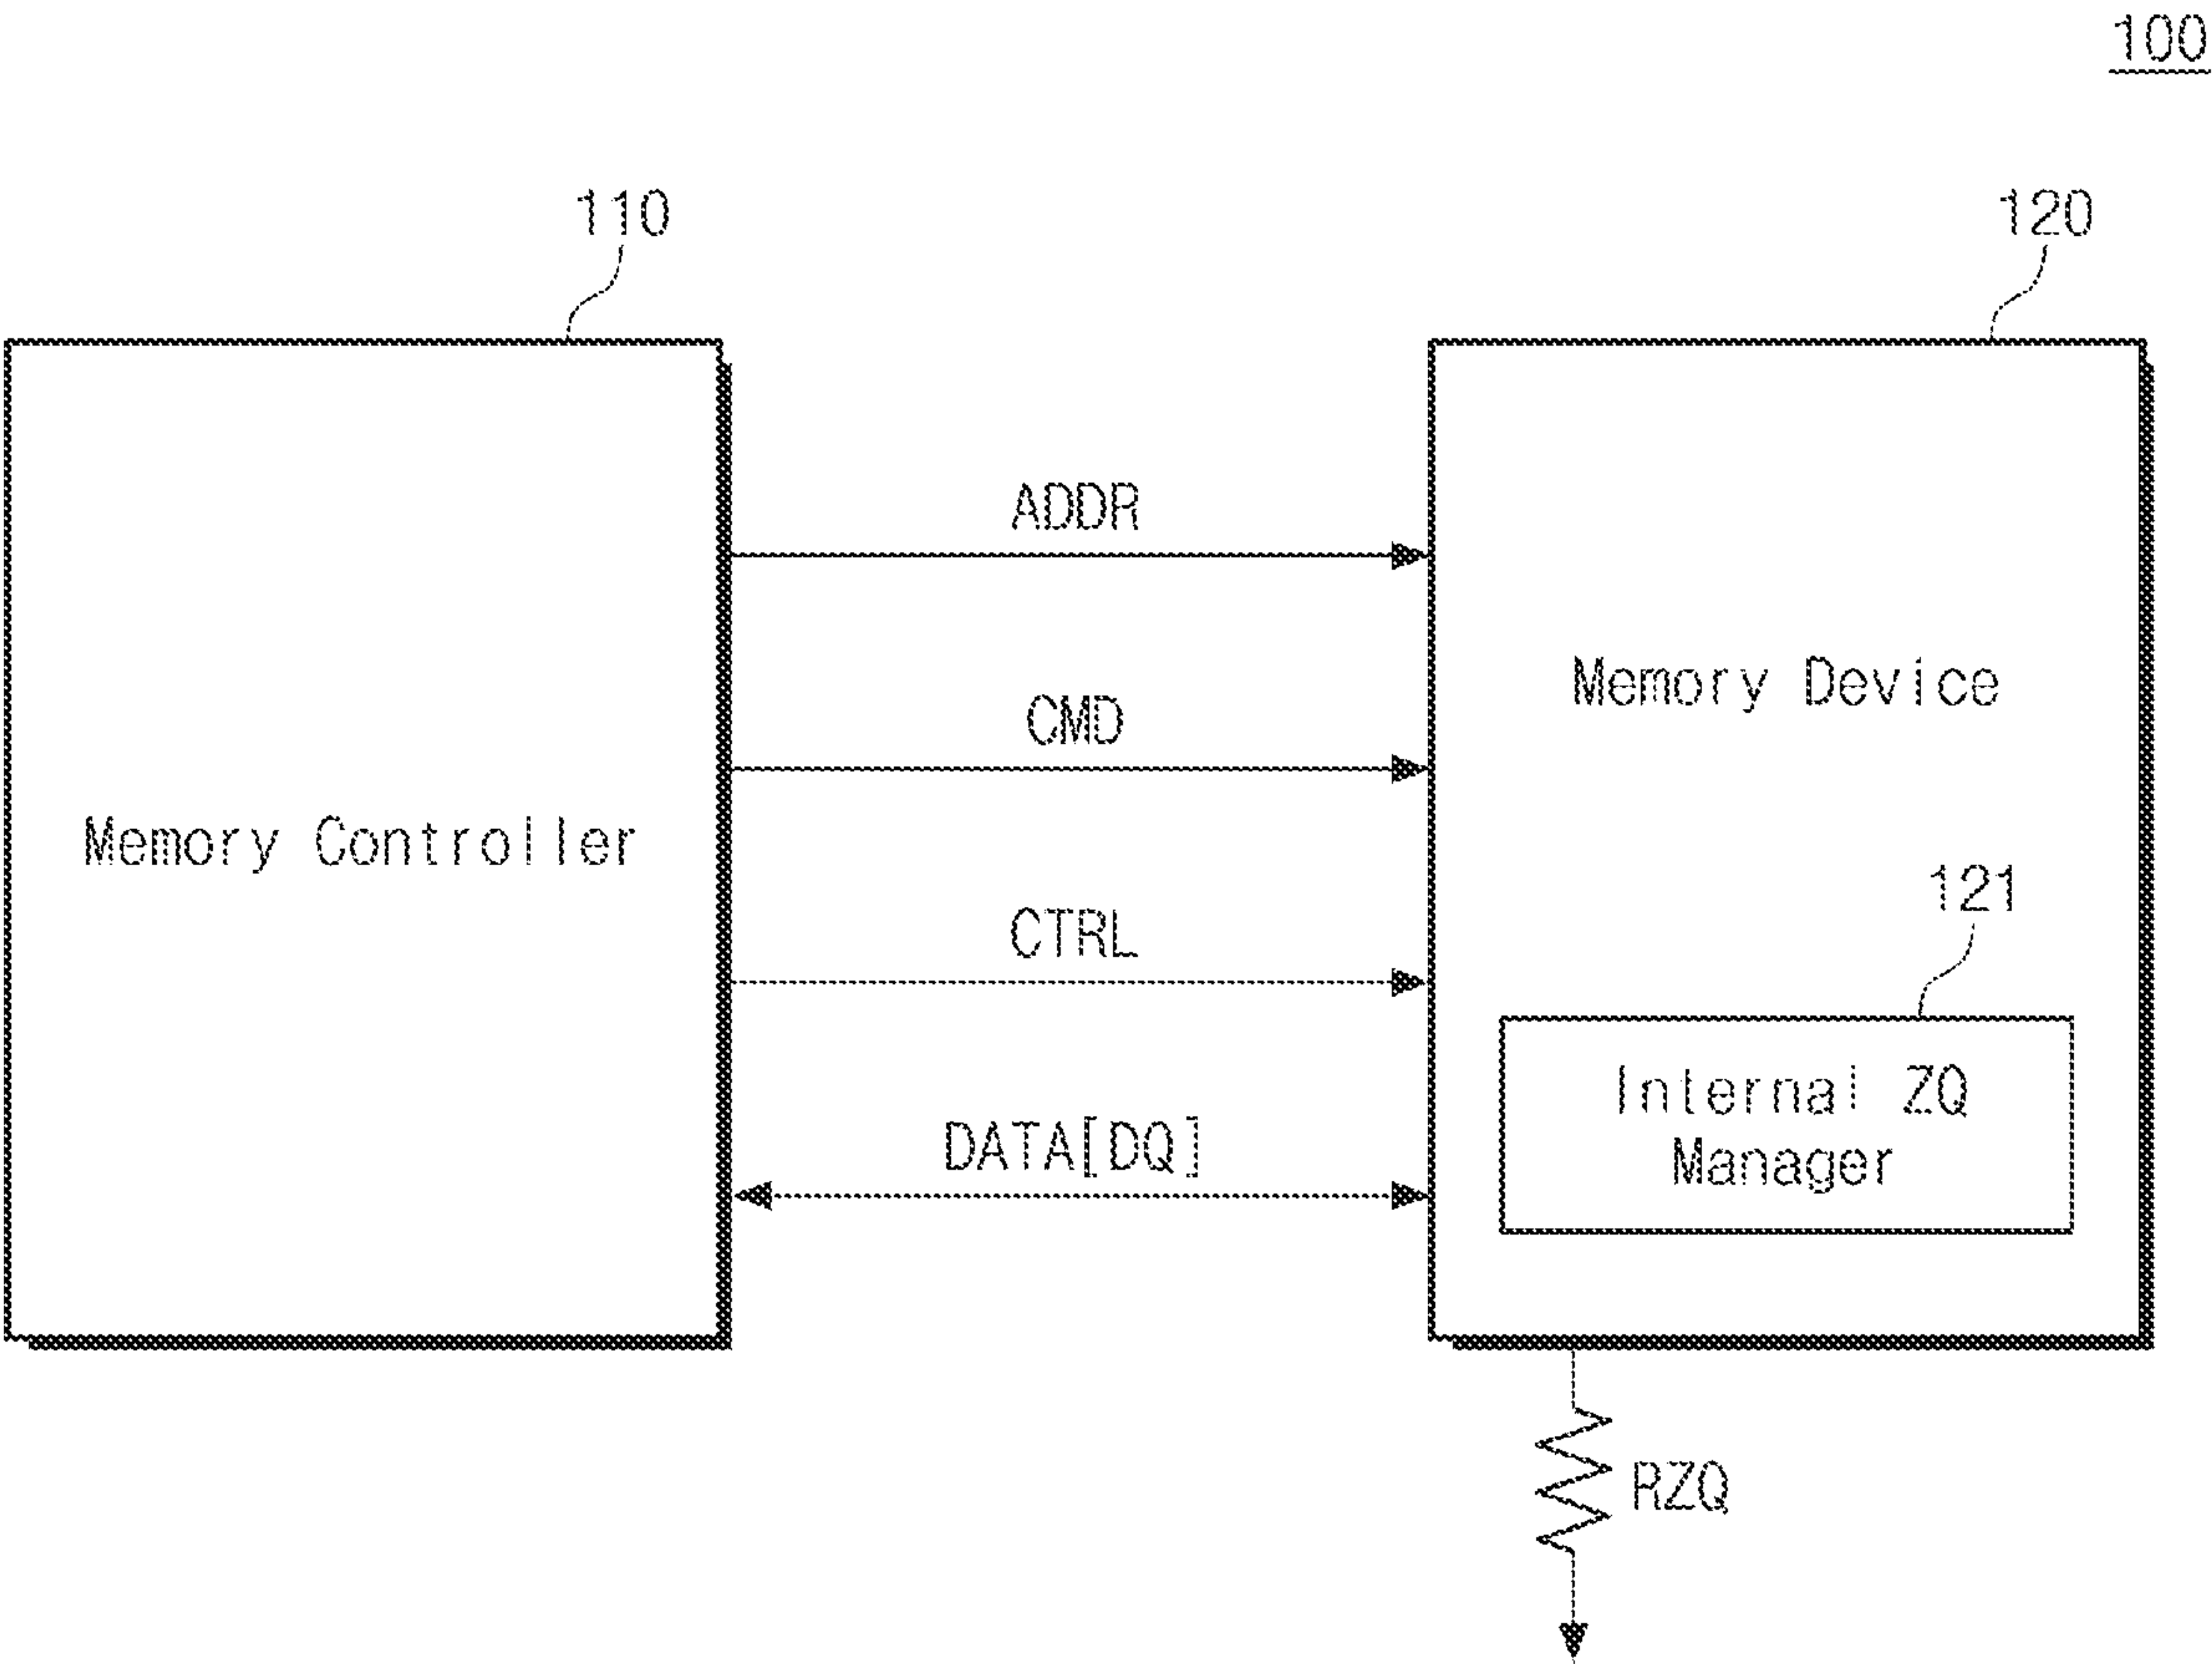 100
110
120
ADDR
Memory Device
CMD
Memory Controller
121
CTRL
Internal ZQ
Manager
DATA[DQ]
RZQ